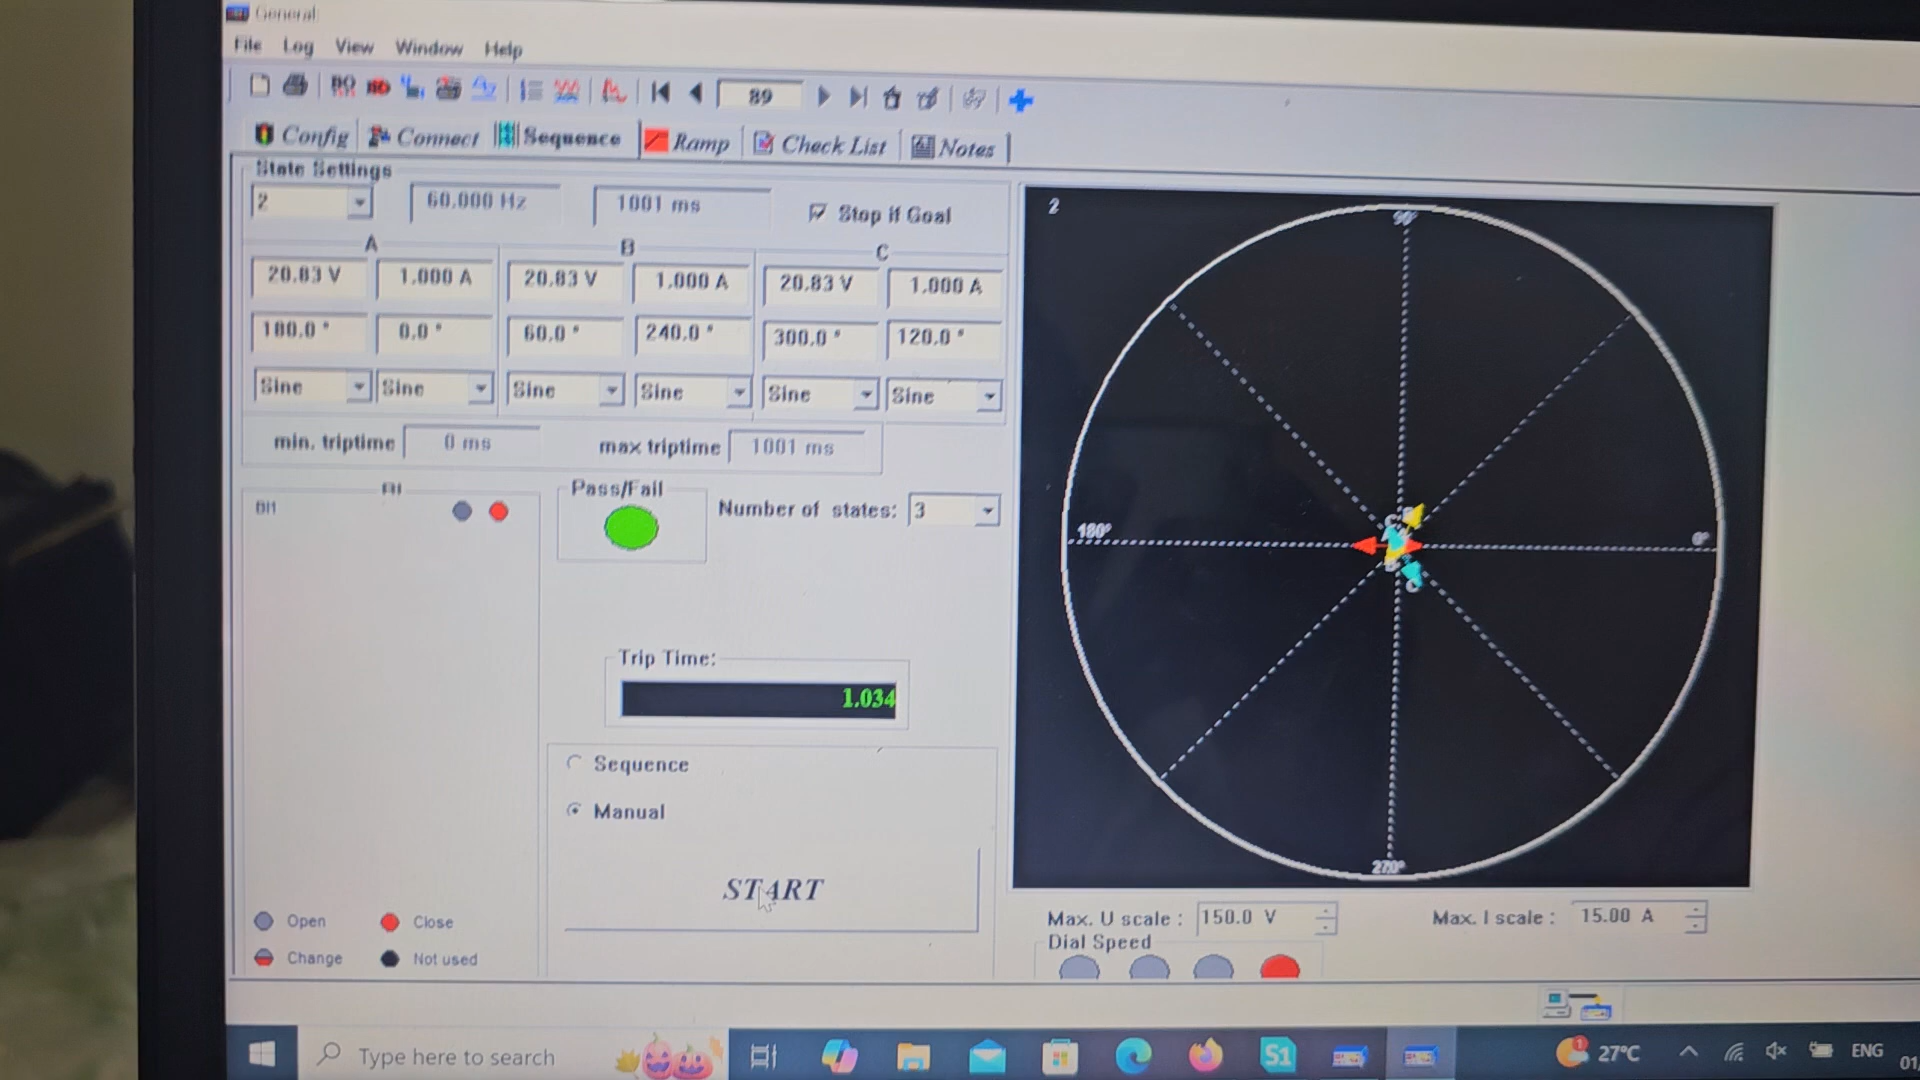 General
File Log View Window Help
89
Config Connect Sequence Ramp Check List Notes
State Settings
2 60.000 Hz 1001 ms Stop if Goal
A B C
20.83 V 1.000 A 20.83 V 1.000 A 20.83 V 1.000 A
180.0 ° 0.0 ° 60.0 ° 240.0 ° 300.0 ° 120.0 °
Sine Sine Sine Sine Sine Sine
min. triptime 0 ms max triptime 1001 ms
BI1
Pass/Fail
Number of states: 3
Trip Time:
1.034
Sequence
Manual
START
Open Close
Change Not used
2
90°
180°
0°
270°
Max. U scale : 150.0 V Max. I scale : 15.00 A
Dial Speed
Type here to search
S1
1
27°C
ENG
01